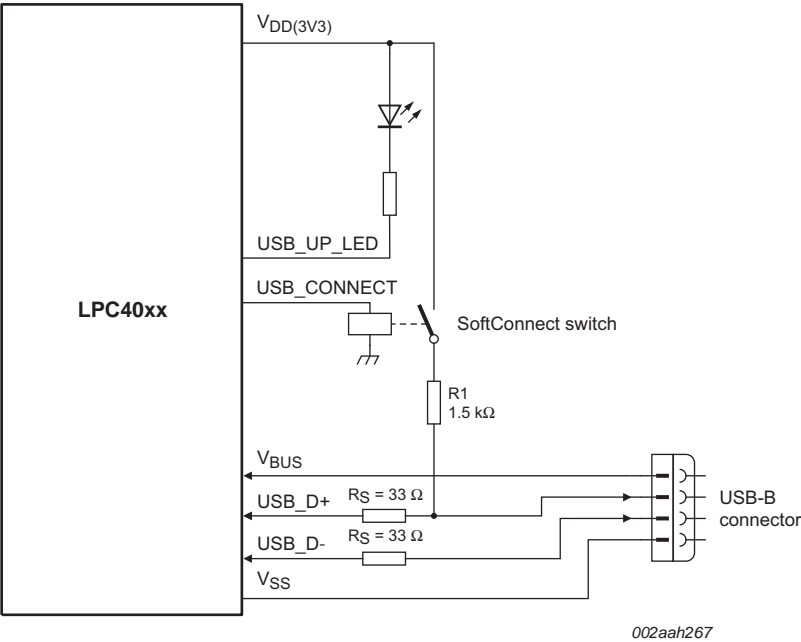 VDD(3V3)
USB_UP_LED
USB_CONNECT
LPC40xx
SoftConnect switch
R1
1.5 kΩ
VBUS
USB_D+
RS = 33 Ω
USB-B
connector
USB_D-
RS = 33 Ω
VSS
002aah267